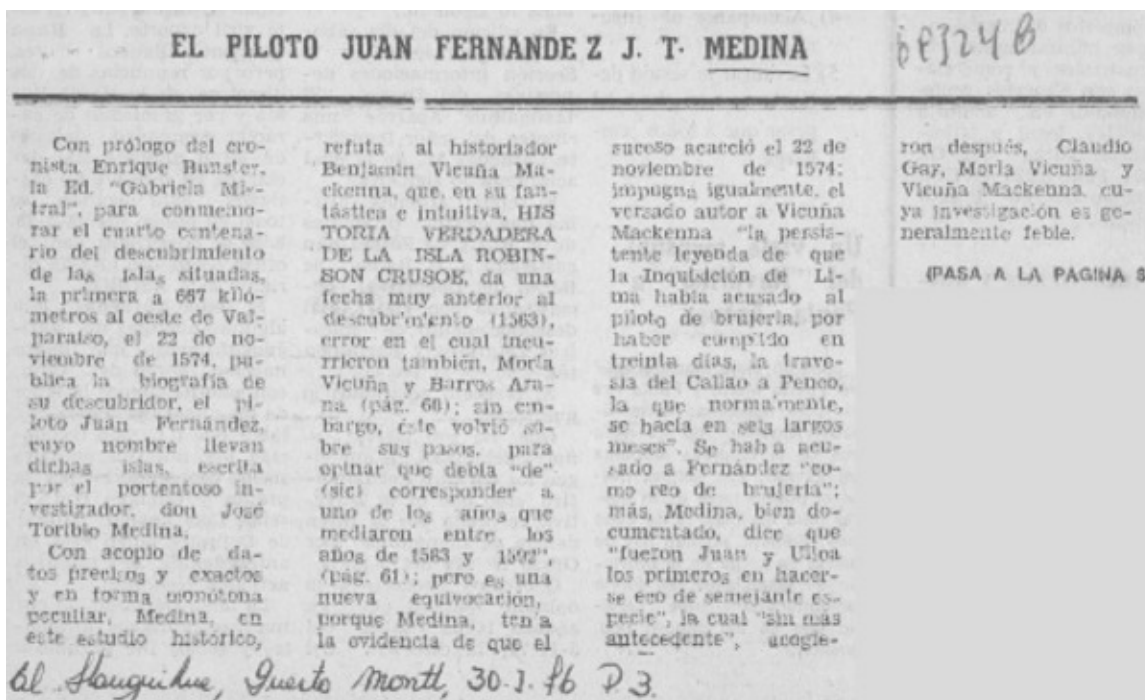 EL PILOTO JUAN FERNANDE Z J. T. MEDINA
Con prólogo del cro-
nista Enrique Bunster,
la Ed. "Gabriela Mis-
tral", para conmemo-
rar el cuarto centena-
rio del descubrimiento
de las islas situadas,
la primera a 667 kiló-
metros al oeste de Val-
paraíso, el 22 de no-
viembre de 1574, pu-
blica la biografía de
su descubridor, el pi-
loto Juan Fernández,
cuyo nombre llevan
dichas islas, escrita
por el portentoso in-
vestigador, don José
Toribio Medina.
Con acopio de da-
tos precisos y exactos
y en forma monótona
peculiar, Medina, en
este estudio histórico,
refuta al historiador
Benjamín Vicuña Ma-
ckenna, que, en su fan-
tástica e intuitiva, HIS
TORIA VERDADERA
DE LA ISLA ROBIN-
SON CRUSOE, da una
fecha muy anterior al
descubrimiento (1563),
error en el cual incu-
rrieron también, Morla
Vicuña y Barros Ara-
na (pág. 60); sin em-
bargo, éste volvió so-
bre sus pasos, para
opinar que debía "de"
(sic) corresponder a
uno de los años que
mediaron entre los
años de 1583 y 1592",
(pág. 61); pero es una
nueva equivocación,
porque Medina, tenía
la evidencia de que el
suceso acaeció el 22 de
noviembre de 1574;
impugna igualmente, el
versado autor a Vicuña
Mackenna "la persis-
tente leyenda de que
la Inquisición de Li-
ma había acusado al
piloto de brujería, por
haber cumplido en
treinta días, la trave-
sía del Callao a Penco,
la que normalmente,
se hacía en seis largos
meses". Se había acu-
sado a Fernández "co-
mo reo de brujería";
más, Medina, bien do-
cumentado, dice que
"fueron Juan y Ulloa
los primeros en hacer-
se eco de semejante es-
pecie", la cual "sin más
antecedente", acogie-
ron después, Claudio
Gay, Morla Vicuña y
Vicuña Mackenna, cu-
ya investigación es ge-
neralmente feble.
(PASA A LA PAGINA
El Llanquihue, Puerto Montt, 30-I-76 P 3.